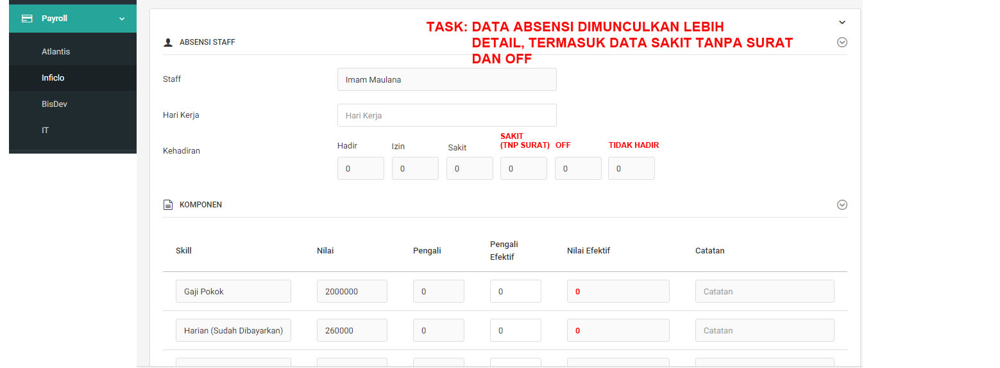 Payroll
Atlantis
Inficlo
BisDev
IT
TASK: DATA ABSENSI DIMUNCULKAN LEBIH
DETAIL, TERMASUK DATA SAKIT TANPA SURAT
DAN OFF
ABSENSI STAFF
Staff
Imam Maulana
Hari Kerja
Hari Kerja
Kehadiran
Hadir Izin Sakit SAKIT (TNP SURAT) OFF TIDAK HADIR
0 0 0 0 0 0
KOMPONEN
Skill Nilai Pengali Pengali Efektif Nilai Efektif Catatan
Gaji Pokok 2000000 0 0 0 Catatan
Harian (Sudah Dibayarkan) 260000 0 0 0 Catatan